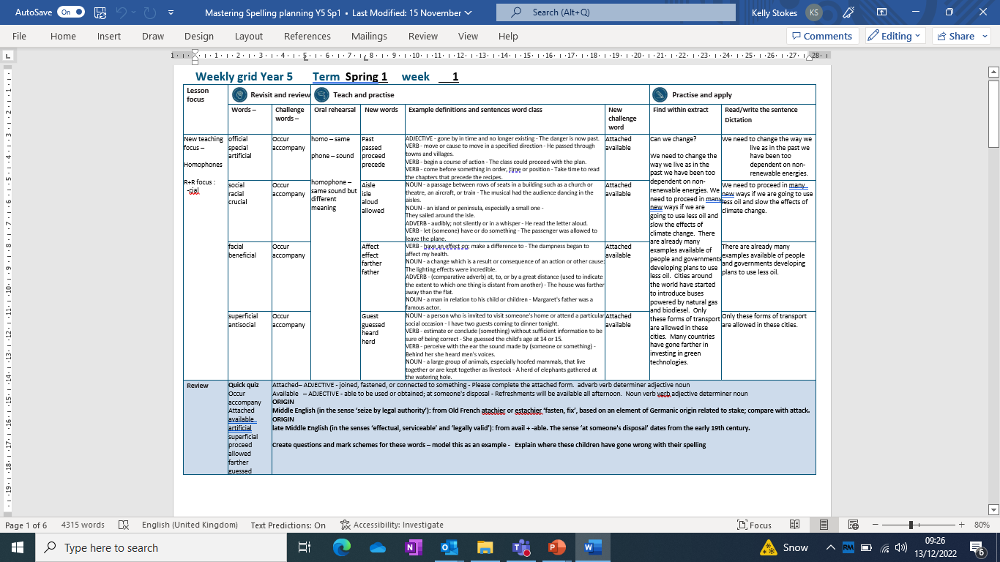 AutoSave On Mastering Spelling planning Y5 Sp1 • Last Modified: 15 November Search (Alt+Q) Kelly Stokes KS
File Home Insert Draw Design Layout References Mailings Review View Help Comments Editing Share
Weekly grid Year 5 Term Spring 1 week 1
Lesson focus
Revisit and review
Teach and practise
Practise and apply
Words –
Challenge words –
Oral rehearsal
New words
Example definitions and sentences word class
New challenge word
Find within extract
Read/write the sentence
Dictation
New teaching
focus –
Homophones
R+R focus :
-cial
official
special
artificial
Occur
accompany
homo – same
phone – sound
homophone –
same sound but
different
meaning
Past
passed
proceed
precede
ADJECTIVE - gone by in time and no longer existing - The danger is now past.
VERB - move or cause to move in a specified direction - He passed through
towns and villages.
VERB - begin a course of action - The class could proceed with the plan.
VERB - come before something in order, time or position - Take time to read
the chapters that precede the recipes.
Attached
available
Can we change?
We need to change the
way we live as in the
past we have been too
dependent on non-
renewable energies. We
need to proceed in many
new ways if we are
going to use less oil and
slow the effects of
climate change. There
are already many
examples available of
people and governments
developing plans to use
less oil. Cities around
the world have started
to introduce buses
powered by natural gas
and biodiesel. Only
these forms of transport
are allowed in these
cities. Many countries
have gone farther in
investing in green
technologies.
We need to change the way we
live as in the past we
have been too
dependent on non-
renewable energies.
social
racial
crucial
Occur
accompany
Aisle
isle
aloud
allowed
NOUN - a passage between rows of seats in a building such as a church or
theatre, an aircraft, or train - The musical had the audience dancing in the
aisles.
NOUN - an island or peninsula, especially a small one -
They sailed around the isle.
ADVERB - audibly; not silently or in a whisper - He read the letter aloud.
VERB - let (someone) have or do something - The passenger was allowed to
leave the plane.
Attached
available
We need to proceed in many
new ways if we are going to use
less oil and slow the effects of
climate change.
facial
beneficial
Occur
accompany
Affect
effect
farther
father
VERB - have an effect on; make a difference to - The dampness began to
affect my health.
NOUN - a change which is a result or consequence of an action or other cause:
The lighting effects were incredible.
ADVERB - (comparative adverb) at, to, or by a great distance (used to indicate
the extent to which one thing is distant from another) - The house was farther
away than the flat.
NOUN - a man in relation to his child or children - Margaret's father was a
famous actor.
Attached
available
There are already many
examples available of people
and governments developing
plans to use less oil.
superficial
antisocial
Occur
accompany
Guest
guessed
heard
herd
NOUN - a person who is invited to visit someone's home or attend a particular
social occasion - I have two guests coming to dinner tonight.
VERB - estimate or conclude (something) without sufficient information to be
sure of being correct - She guessed the child's age at 14 or 15.
VERB - perceive with the ear the sound made by (someone or something) -
Behind her she heard men's voices.
NOUN - a large group of animals, especially hoofed mammals, that live
together or are kept together as livestock - A herd of elephants gathered at
the watering hole.
Attached
available
Only these forms of transport
are allowed in these cities.
Review
Quick quiz
Occur
accompany
Attached
available
artificial
superficial
proceed
allowed
farther
guessed
Attached– ADJECTIVE - joined, fastened, or connected to something - Please complete the attached form. adverb verb determiner adjective noun
Available – ADJECTIVE - able to be used or obtained; at someone's disposal - Refreshments will be available all afternoon. Noun verb verb adjective determiner noun
ORIGIN
Middle English (in the sense ‘seize by legal authority’): from Old French atachier or estachier ‘fasten, fix’, based on an element of Germanic origin related to stake; compare with attach.
ORIGIN
late Middle English (in the senses ‘effectual, serviceable’ and ‘legally valid’): from avail + -able. The sense ‘at someone's disposal’ dates from the early 19th century.
Create questions and mark schemes for these words – model this as an example - Explain where these children have gone wrong with their spelling
Page 1 of 6 4315 words English (United Kingdom) Text Predictions: On Accessibility: Investigate Focus 80%
Type here to search Snow 09:26
13/12/2022